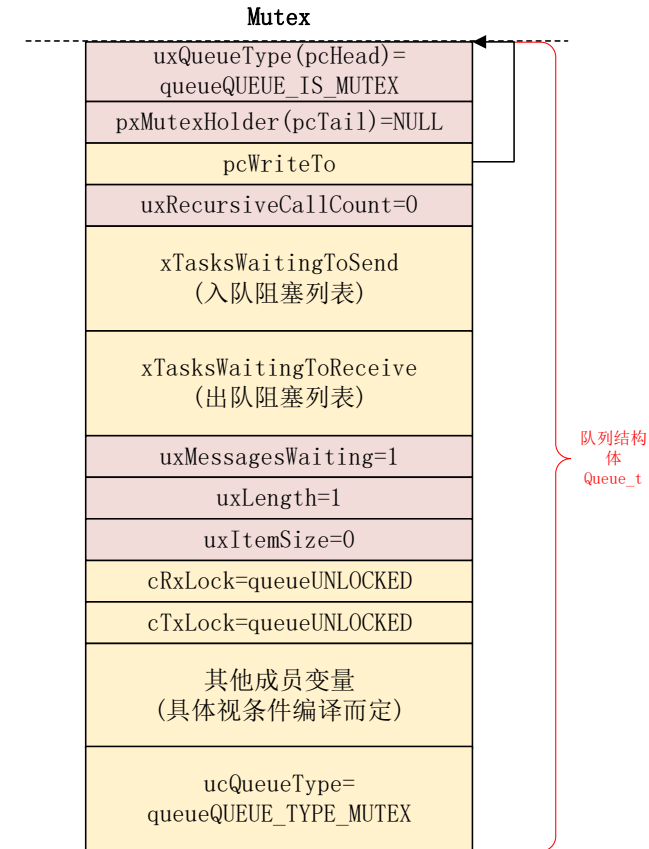 Mutex
uxQueueType(pcHead)=
queueQUEUE_IS_MUTEX
pxMutexHolder(pcTail)=NULL
pcWriteTo
uxRecursiveCallCount=0
xTasksWaitingToSend
(入队阻塞列表)
xTasksWaitingToReceive
(出队阻塞列表)
uxMessagesWaiting=1
uxLength=1
uxItemSize=0
cRxLock=queueUNLOCKED
cTxLock=queueUNLOCKED
其他成员变量
(具体视条件编译而定)
ucQueueType=
queueQUEUE_TYPE_MUTEX
队列结构
体
Queue_t